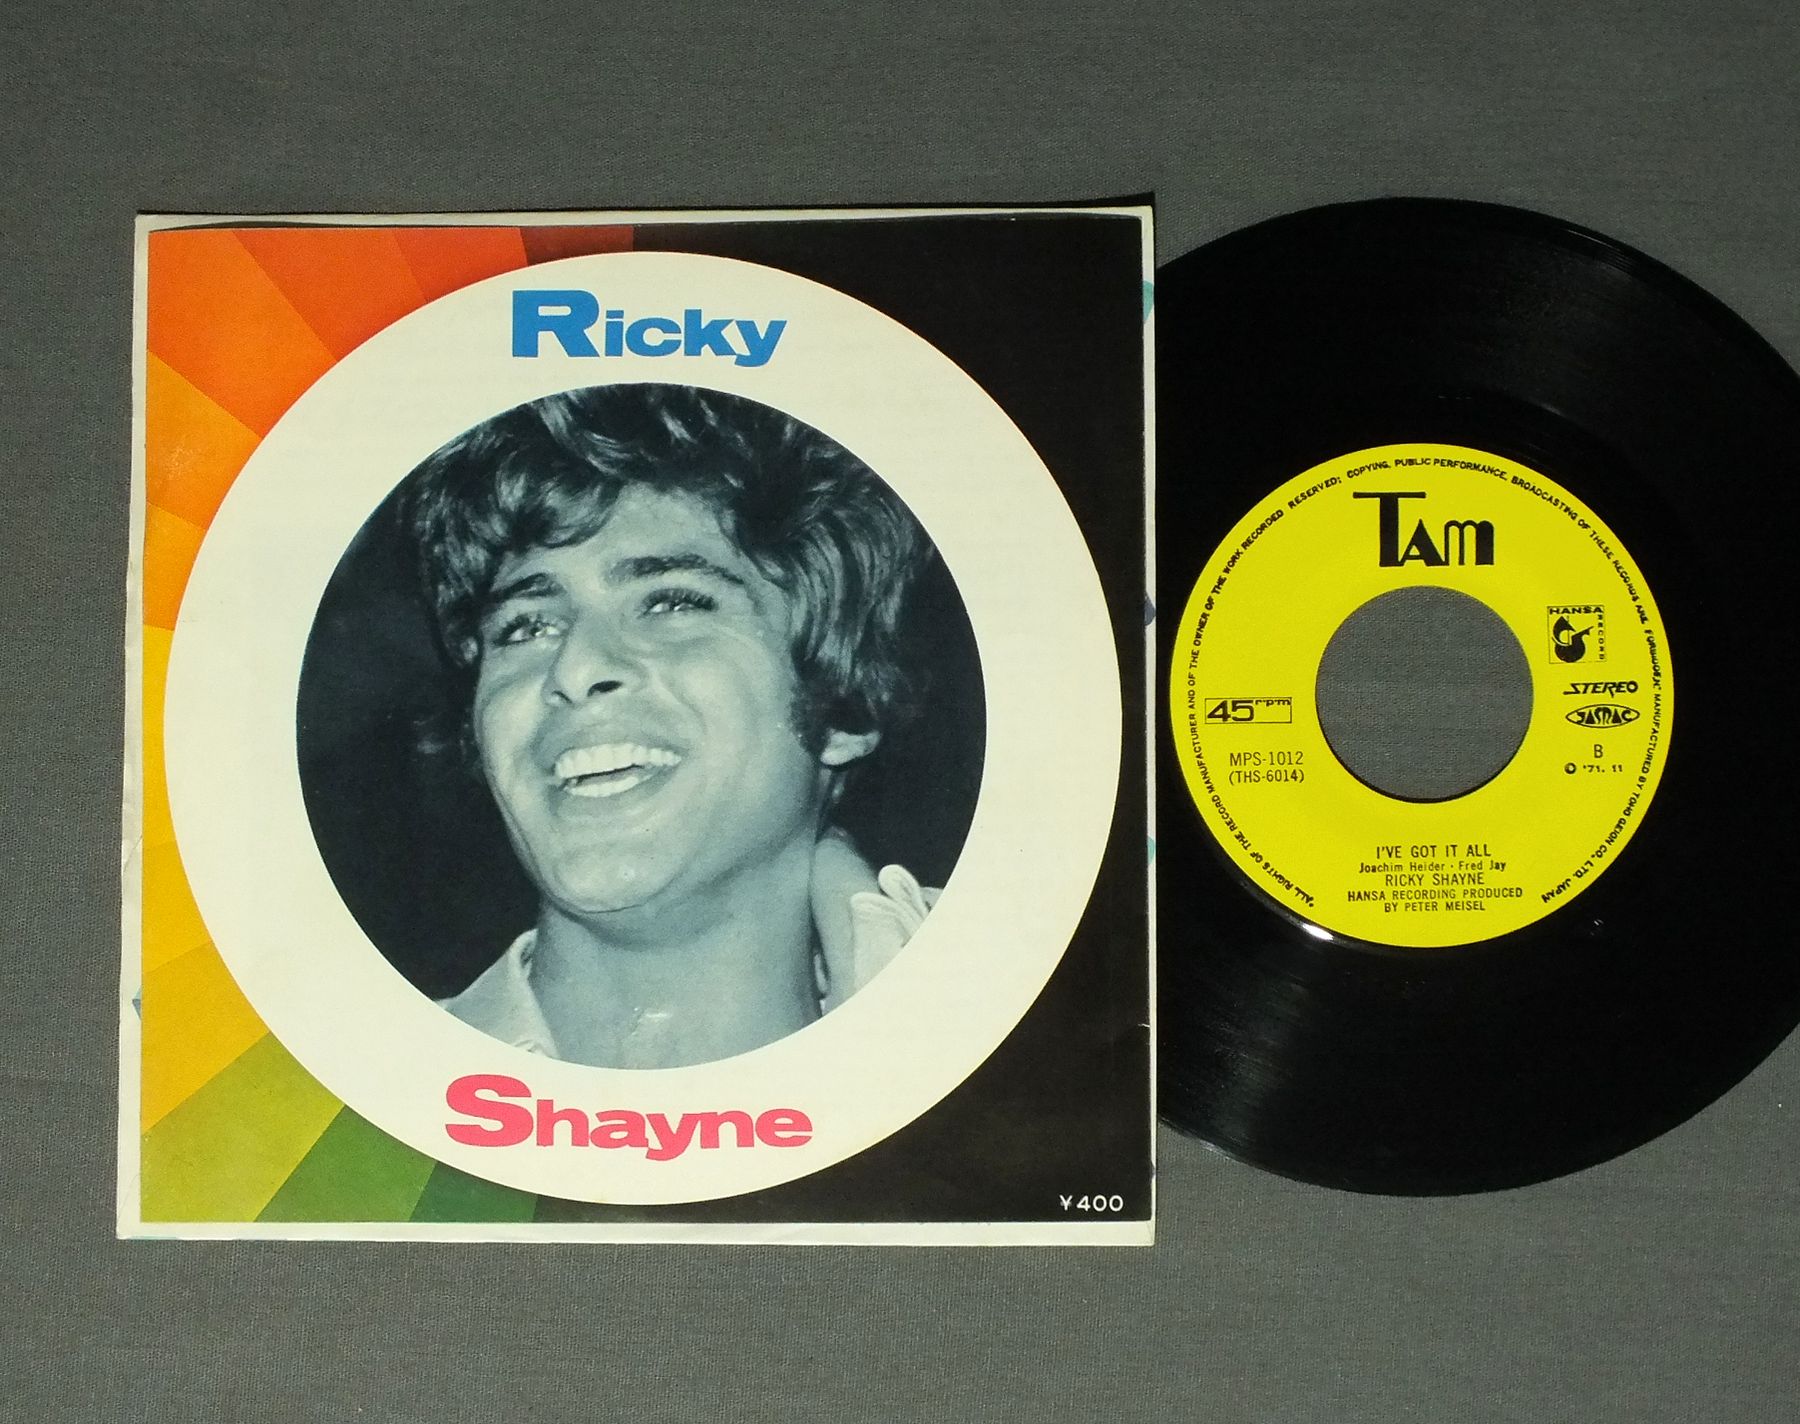 Ricky
Shayne
¥400
*ALL RIGHTS OF THE RECORD MANUFACTURER AND OF THE OWNER OF THE WORK RECORDED RESERVED; COPYING, PUBLIC PERFORMANCE, BROADCASTING OF THESE RECORDS ARE FORBIDDEN; MANUFACTURED BY TOHO GEION CO., LTD. JAPAN
TAM
HANSA
RECORD
45rpm
STEREO
JASRAC
MPS-1012
(THS-6014)
B
Ⓟ '71. 11
I'VE GOT IT ALL
Joachim Heider · Fred Jay
RICKY SHAYNE
HANSA RECORDING PRODUCED
BY PETER MEISEL